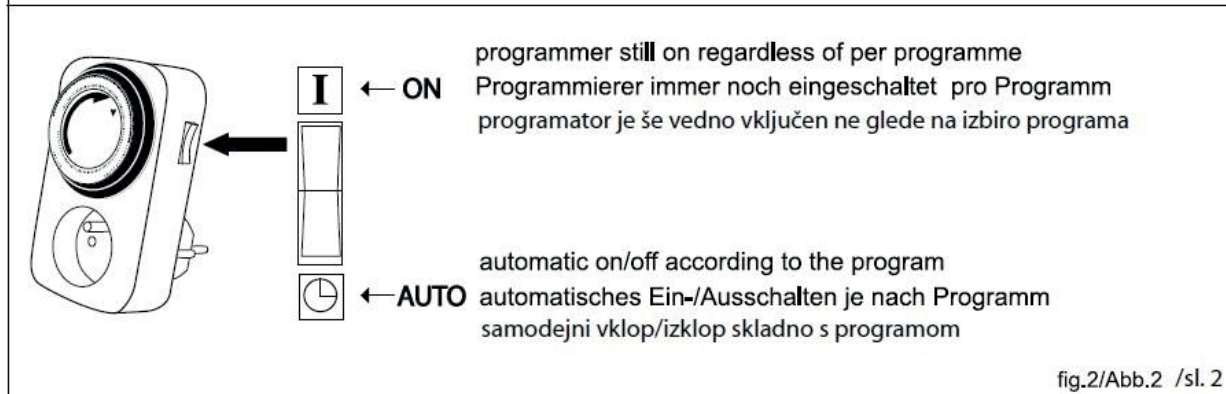 programmer still on regardless of per programme
I ON Programmierer immer noch eingeschaltet pro Programm
programator je še vedno vključen ne glede na izbiro programa
automatic on/off according to the program
AUTO automatisches Ein-/Ausschalten je nach Programm
samodejni vklop/izklop skladno s programom
fig.2/Abb.2 /sl. 2